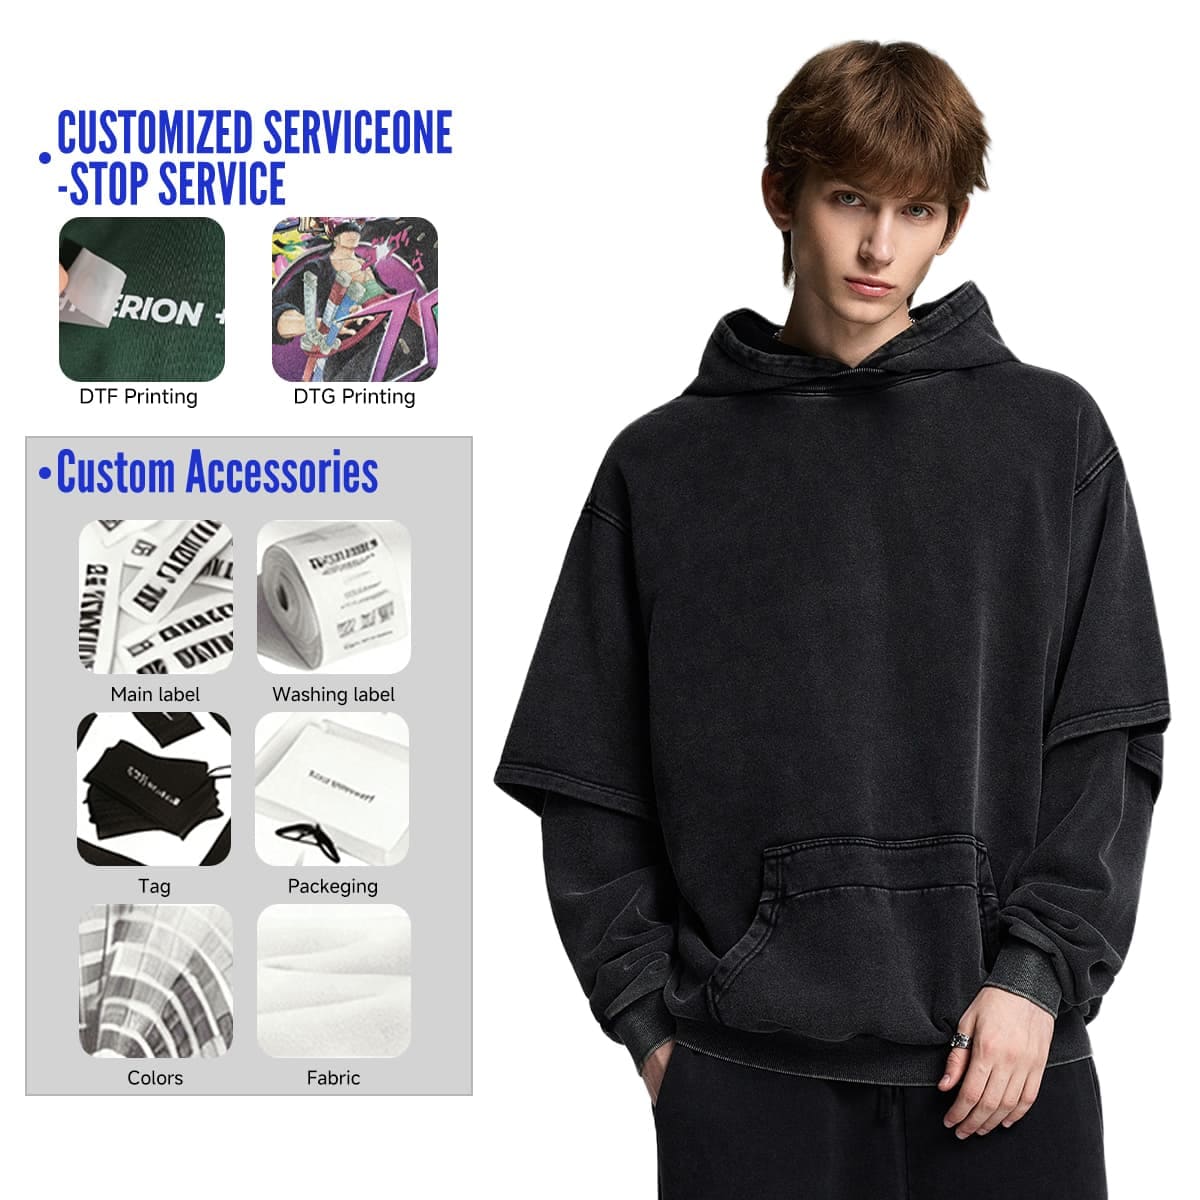 • CUSTOMIZED SERVICEONE
-STOP SERVICE
ERION +
DTF Printing
DTG Printing
• Custom Accessories
Main label
Washing label
Tag
Packeging
Colors
Fabric